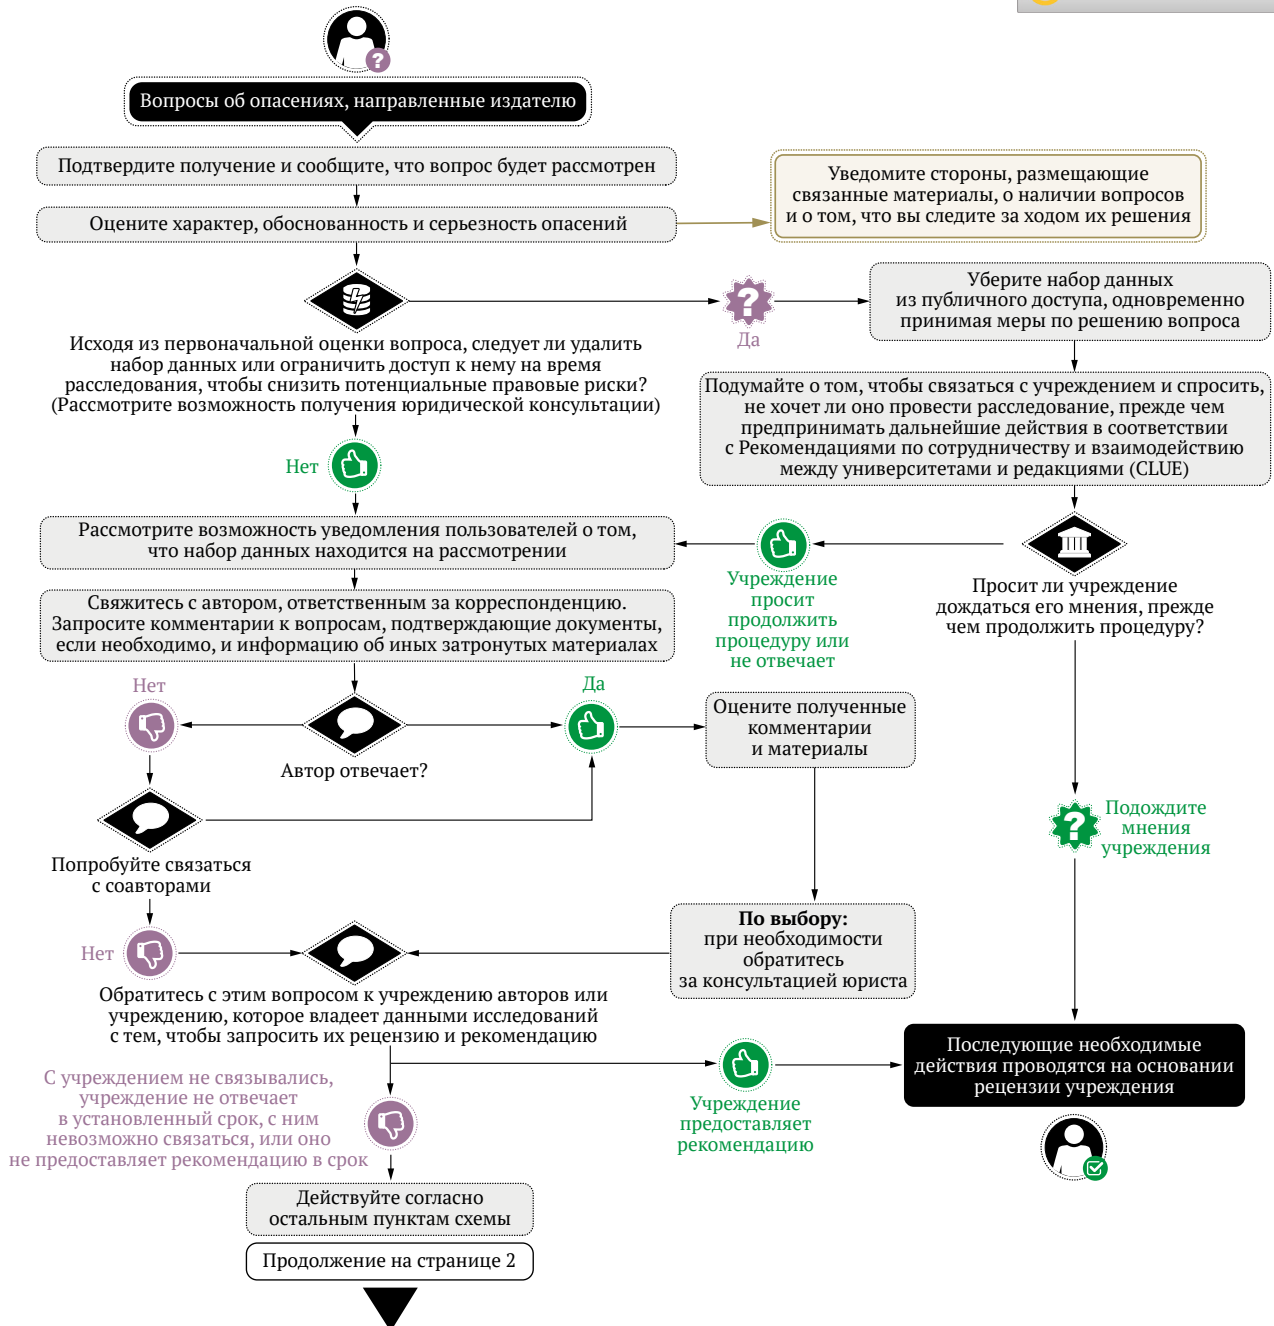 Вопросы об опасениях, направленные издателю
Подтвердите получение и сообщите, что вопрос будет рассмотрен
Оцените характер, обоснованность и серьезность опасений
Уведомите стороны, размещающие
связанные материалы, о наличии вопросов
и о том, что вы следите за ходом их решения
Исходя из первоначальной оценки вопроса, следует ли удалить
набор данных или ограничить доступ к нему на время
расследования, чтобы снизить потенциальные правовые риски?
(Рассмотрите возможность получения юридической консультации)
?
Да
Уберите набор данных
из публичного доступа, одновременно
принимая меры по решению вопроса
Подумайте о том, чтобы связаться с учреждением и спросить,
не хочет ли оно провести расследование, прежде чем
предпринимать дальнейшие действия в соответствии
с Рекомендациями по сотрудничеству и взаимодействию
между университетами и редакциями (CLUE)
Нет
Рассмотрите возможность уведомления пользователей о том,
что набор данных находится на рассмотрении
Учреждение
просит
продолжить
процедуру или
не отвечает
Просит ли учреждение
дождаться его мнения, прежде
чем продолжить процедуру?
Свяжитесь с автором, ответственным за корреспонденцию.
Запросите комментарии к вопросам, подтверждающие документы,
если необходимо, и информацию об иных затронутых материалах
Нет
Да
Автор отвечает?
Оцените полученные
комментарии
и материалы
?
Подождите
мнения
учреждения
Попробуйте связаться
с соавторами
Нет
По выбору:
при необходимости
обратитесь
за консультацией юриста
Обратитесь с этим вопросом к учреждению авторов или
учреждению, которое владеет данными исследований
с тем, чтобы запросить их рецензию и рекомендацию
Последующие необходимые
действия проводятся на основании
рецензии учреждения
С учреждением не связывались,
учреждение не отвечает
в установленный срок, с ним
невозможно связаться, или оно
не предоставляет рекомендацию в срок
Учреждение
предоставляет
рекомендацию
Действуйте согласно
остальным пунктам схемы
Продолжение на странице 2